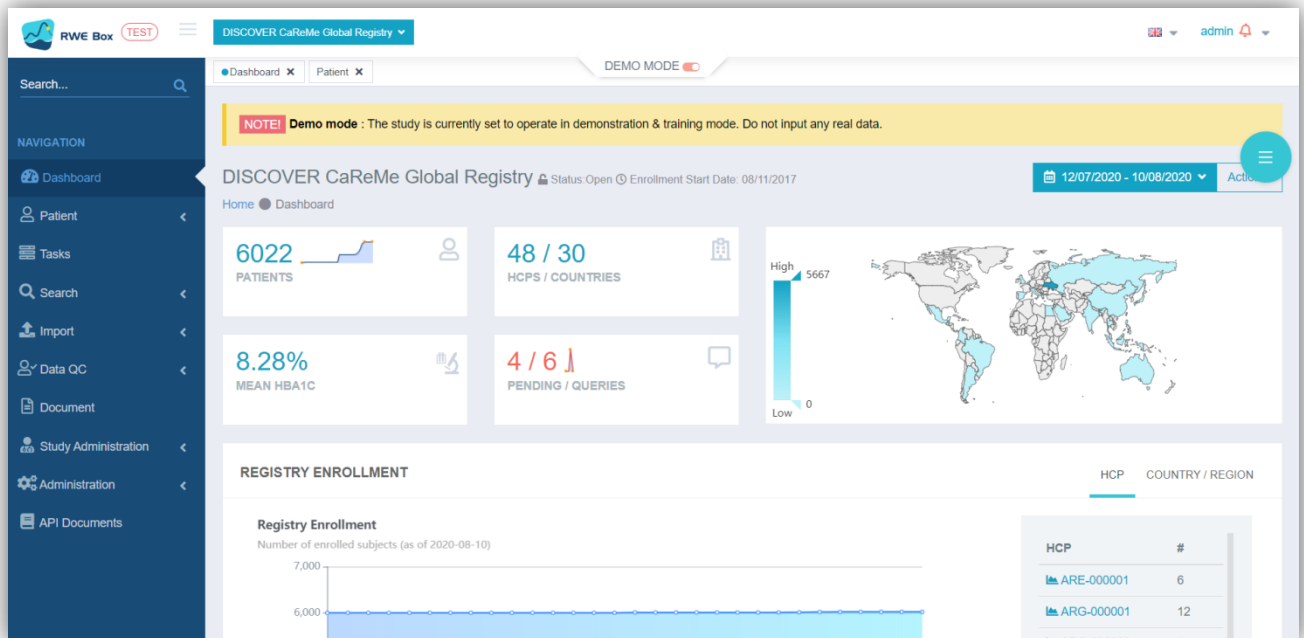 RWE Box TEST
DISCOVER CaReMe Global Registry
admin
Dashboard ✕ Patient ✕
DEMO MODE
Search...
NOTE! Demo mode : The study is currently set to operate in demonstration & training mode. Do not input any real data.
NAVIGATION
Dashboard
Patient
Tasks
Search
Import
Data QC
Document
Study Administration
Administration
API Documents
DISCOVER CaReMe Global Registry Status:Open Enrollment Start Date: 08/11/2017
12/07/2020 - 10/08/2020
Home Dashboard
6022
PATIENTS
48 / 30
HCPS / COUNTRIES
8.28%
MEAN HBA1C
4 / 6
PENDING / QUERIES
High
5667
0
Low
REGISTRY ENROLLMENT
HCP COUNTRY / REGION
Registry Enrollment
Number of enrolled subjects (as of 2020-08-10)
7,000
6,000
HCP #
ARE-000001 6
ARG-000001 12